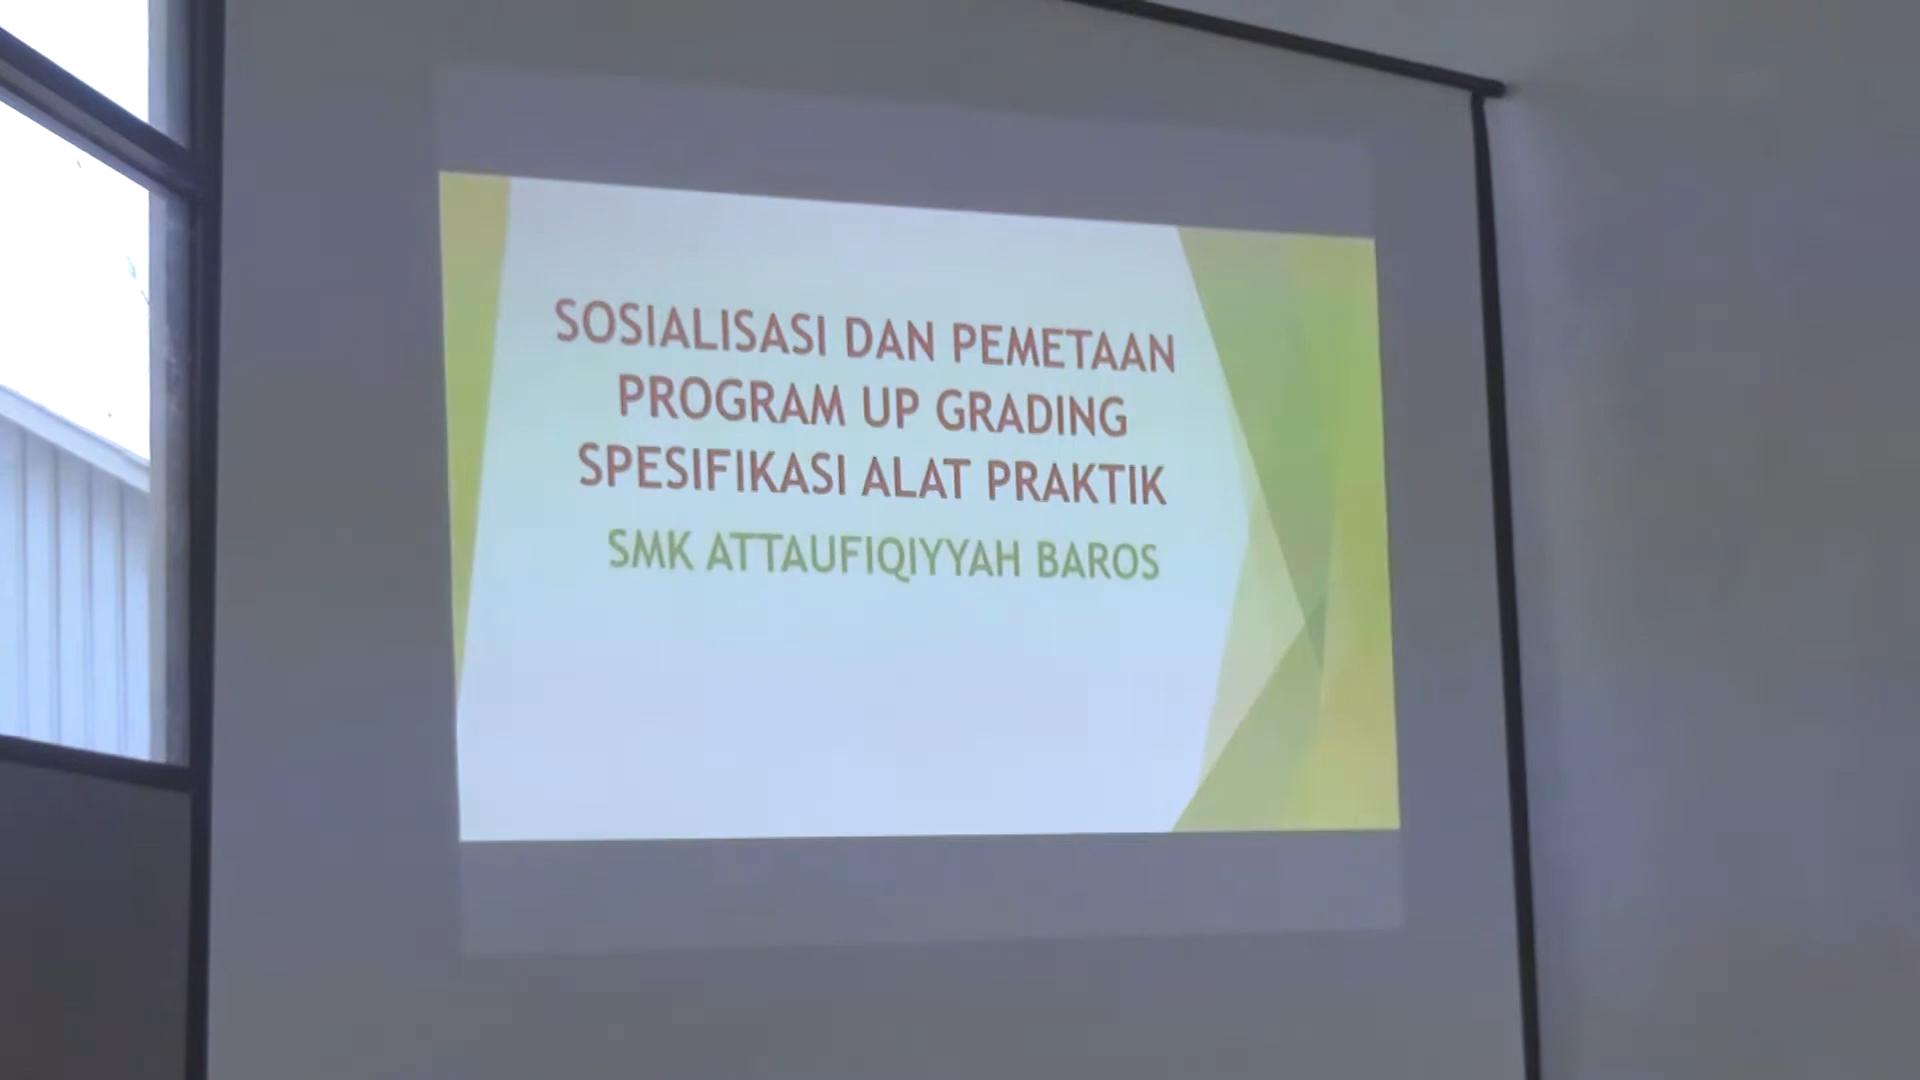 SOSIALISASI DAN PEMETAAN
PROGRAM UP GRADING
SPESIFIKASI ALAT PRAKTIK
SMK ATTAUFIQIYYAH BAROS